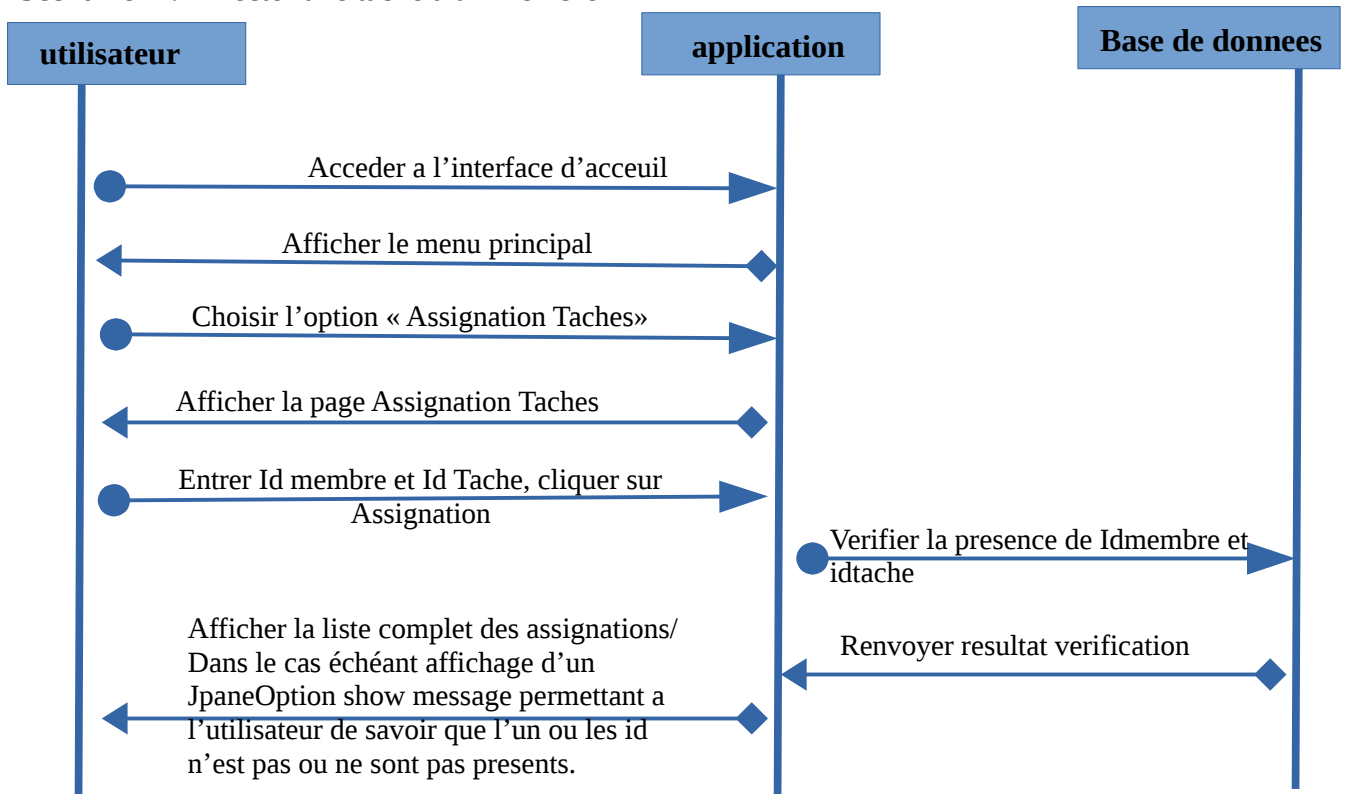 utilisateur
application
Base de donnees
Acceder a l’interface d’acceuil
Afficher le menu principal
Choisir l’option « Assignation Taches»
Afficher la page Assignation Taches
Entrer Id membre et Id Tache, cliquer sur
Assignation
Verifier la presence de Idmembre et
idtache
Renvoyer resultat verification
Afficher la liste complet des assignations/
Dans le cas échéant affichage d’un
JpaneOption show message permettant a
l’utilisateur de savoir que l’un ou les id
n’est pas ou ne sont pas presents.